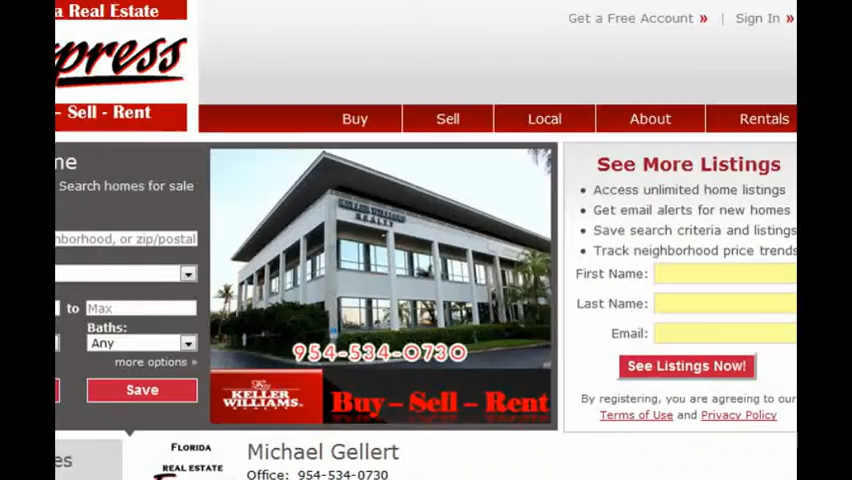 a Real Estate
press
– Sell - Rent
Get a Free Account »
|
Sign In »
Buy
Sell
Local
About
Rentals
me
Search homes for sale
hborhood, or zip/postal
to
Max
Baths:
Any
more options »
Save
KELLER WILLIAMS
REALTY
954-534-0730
KELLER WILLIAMS
REALTY
Buy – Sell – Rent
See More Listings
• Access unlimited home listings
• Get email alerts for new homes
• Save search criteria and listings
• Track neighborhood price trends
First Name:
Last Name:
Email:
See Listings Now!
By registering, you are agreeing to our
Terms of Use and Privacy Policy
es
FLORIDA
REAL ESTATE
Michael Gellert
Office: 954-534-0730